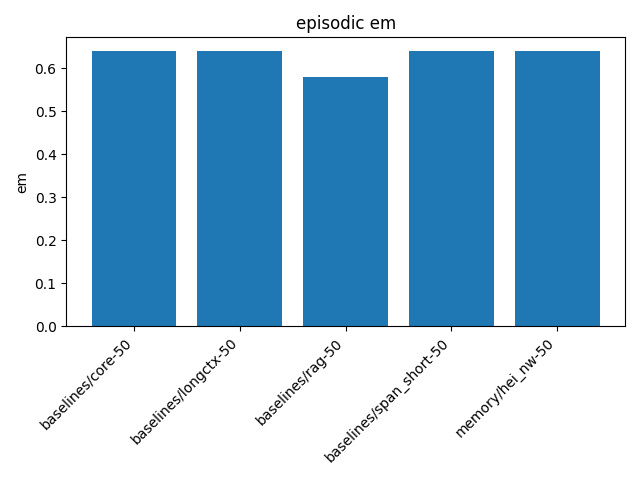 episodic em
em
0.6
0.5
0.4
0.3
0.2
0.1
0.0
baselines/core-50
baselines/longctx-50
baselines/rag-50
baselines/span_short-50
memory/hei_nw-50